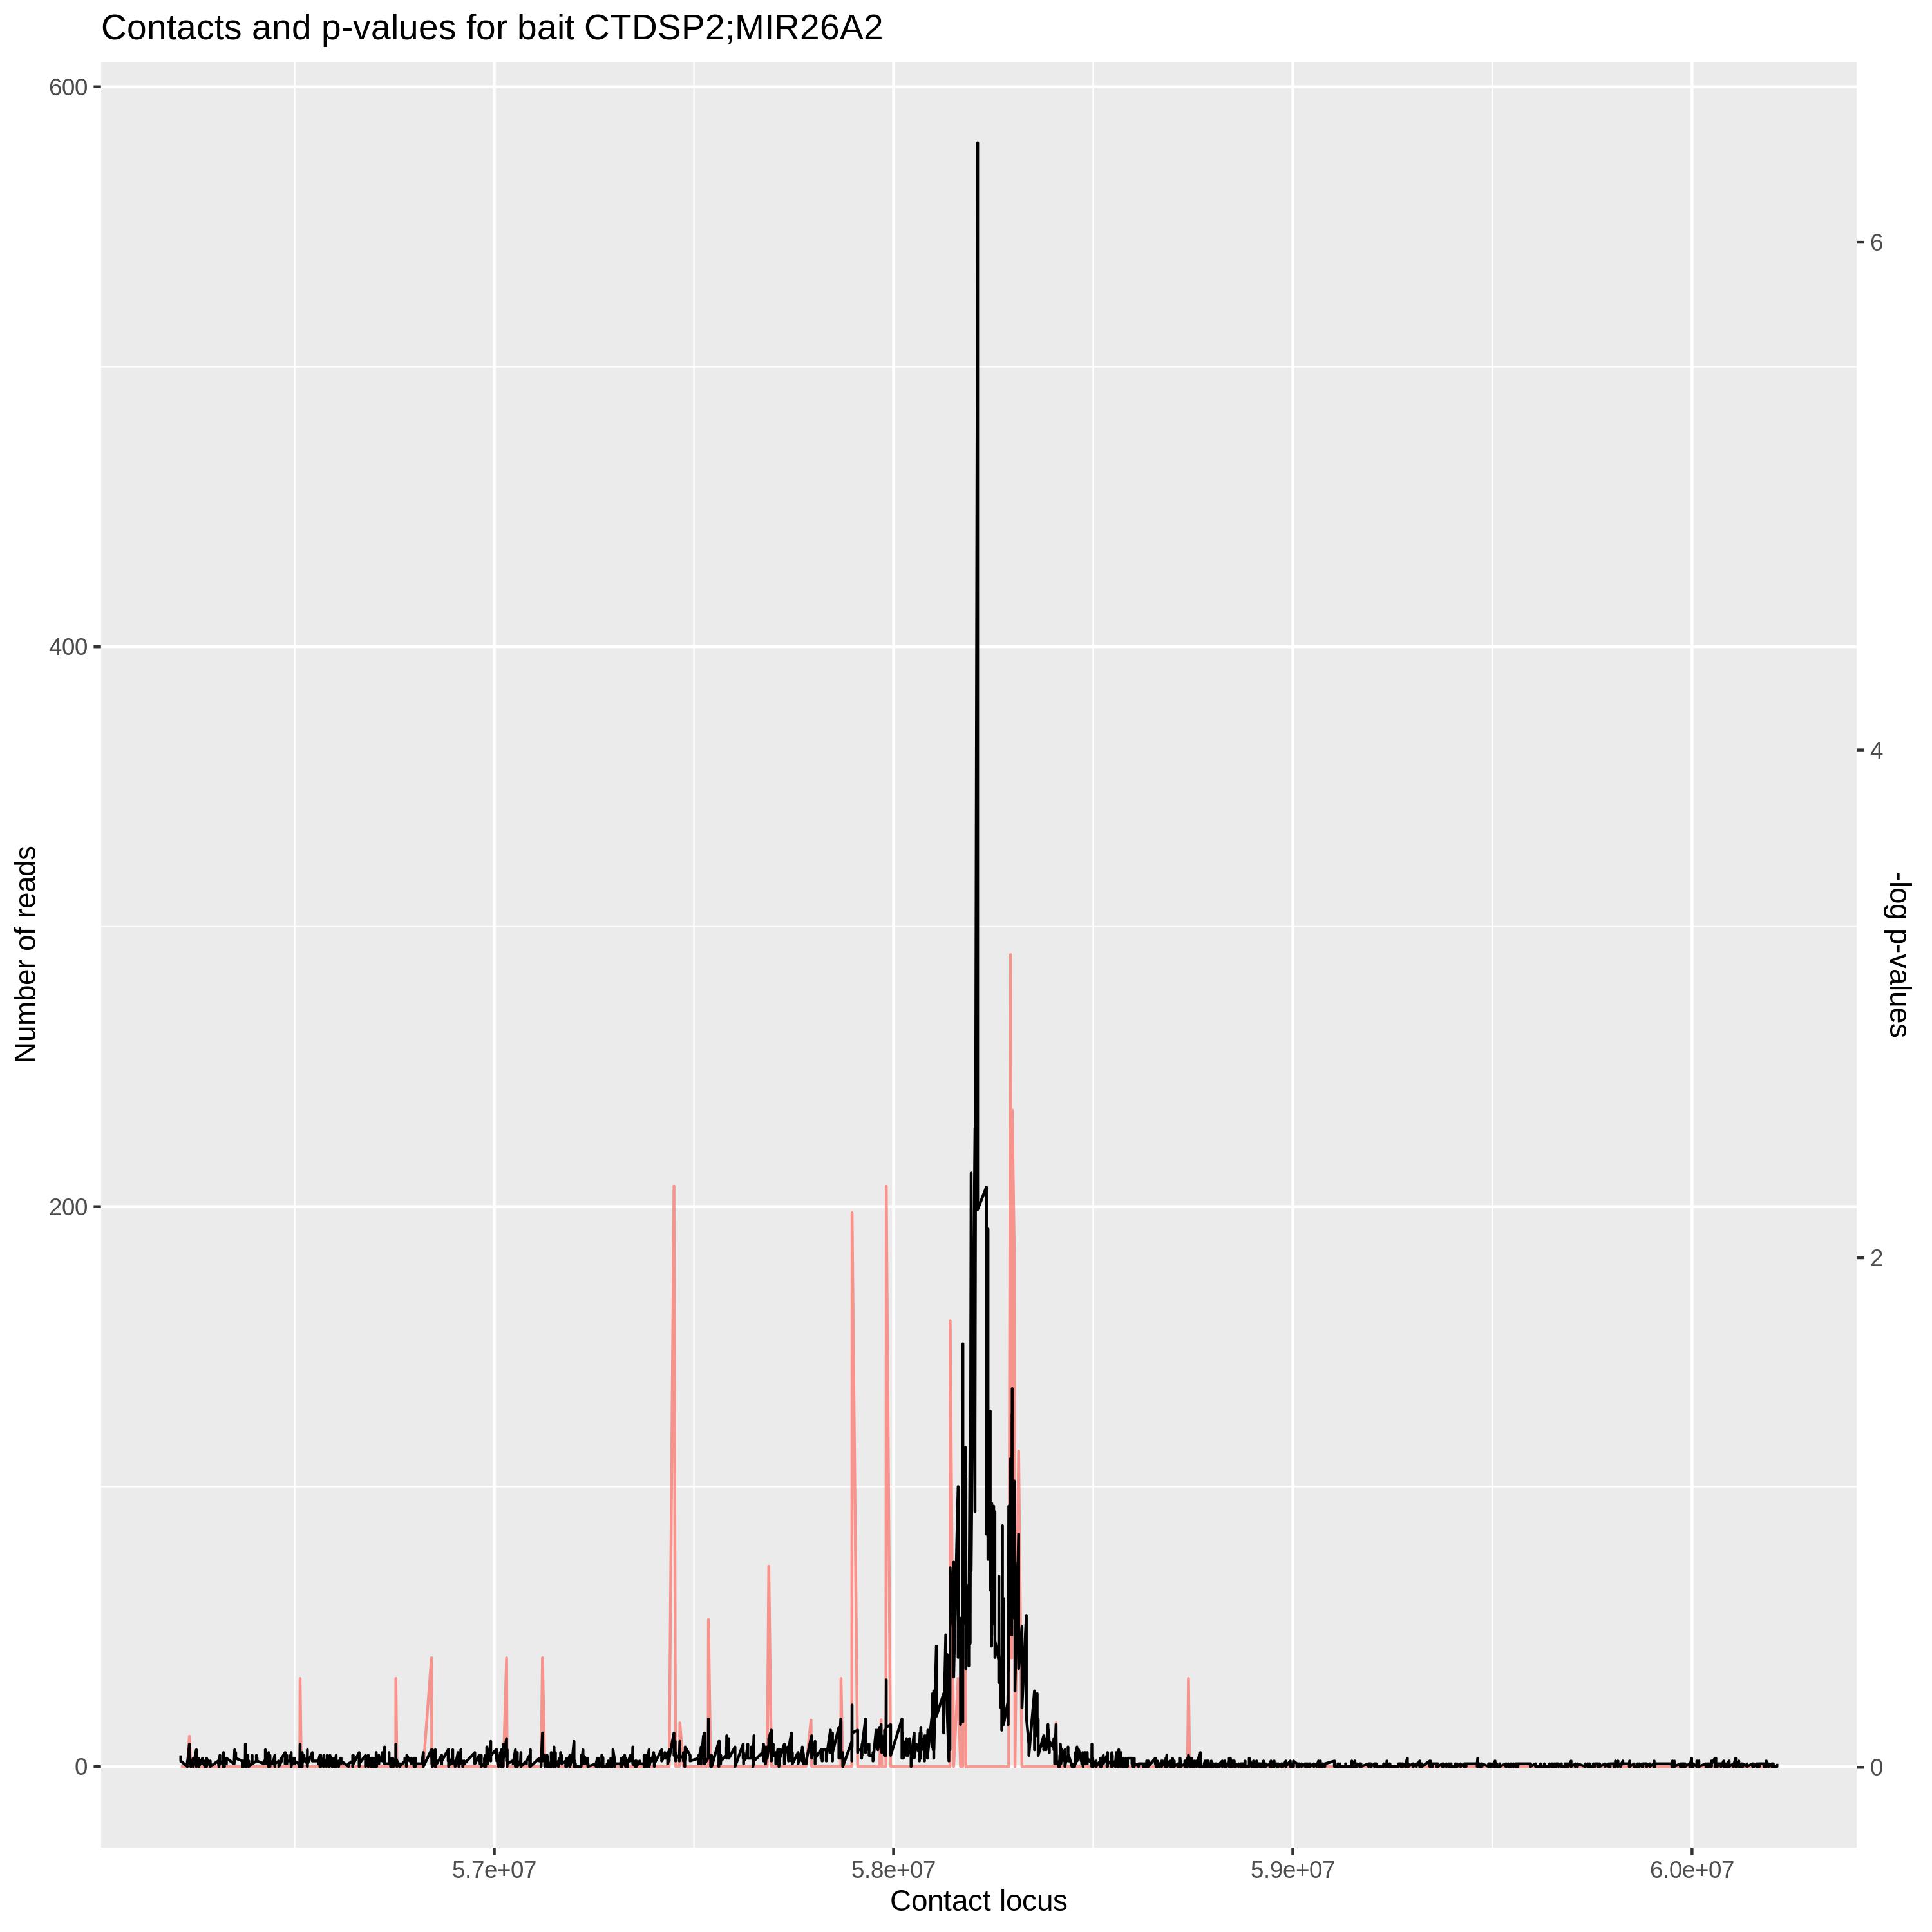 Contacts and p-values for bait CTDSP2;MIR26A2
600
400
200
0
Number of reads
6
4
2
0
-log p-values
5.7e+07
5.8e+07
5.9e+07
6.0e+07
Contact locus